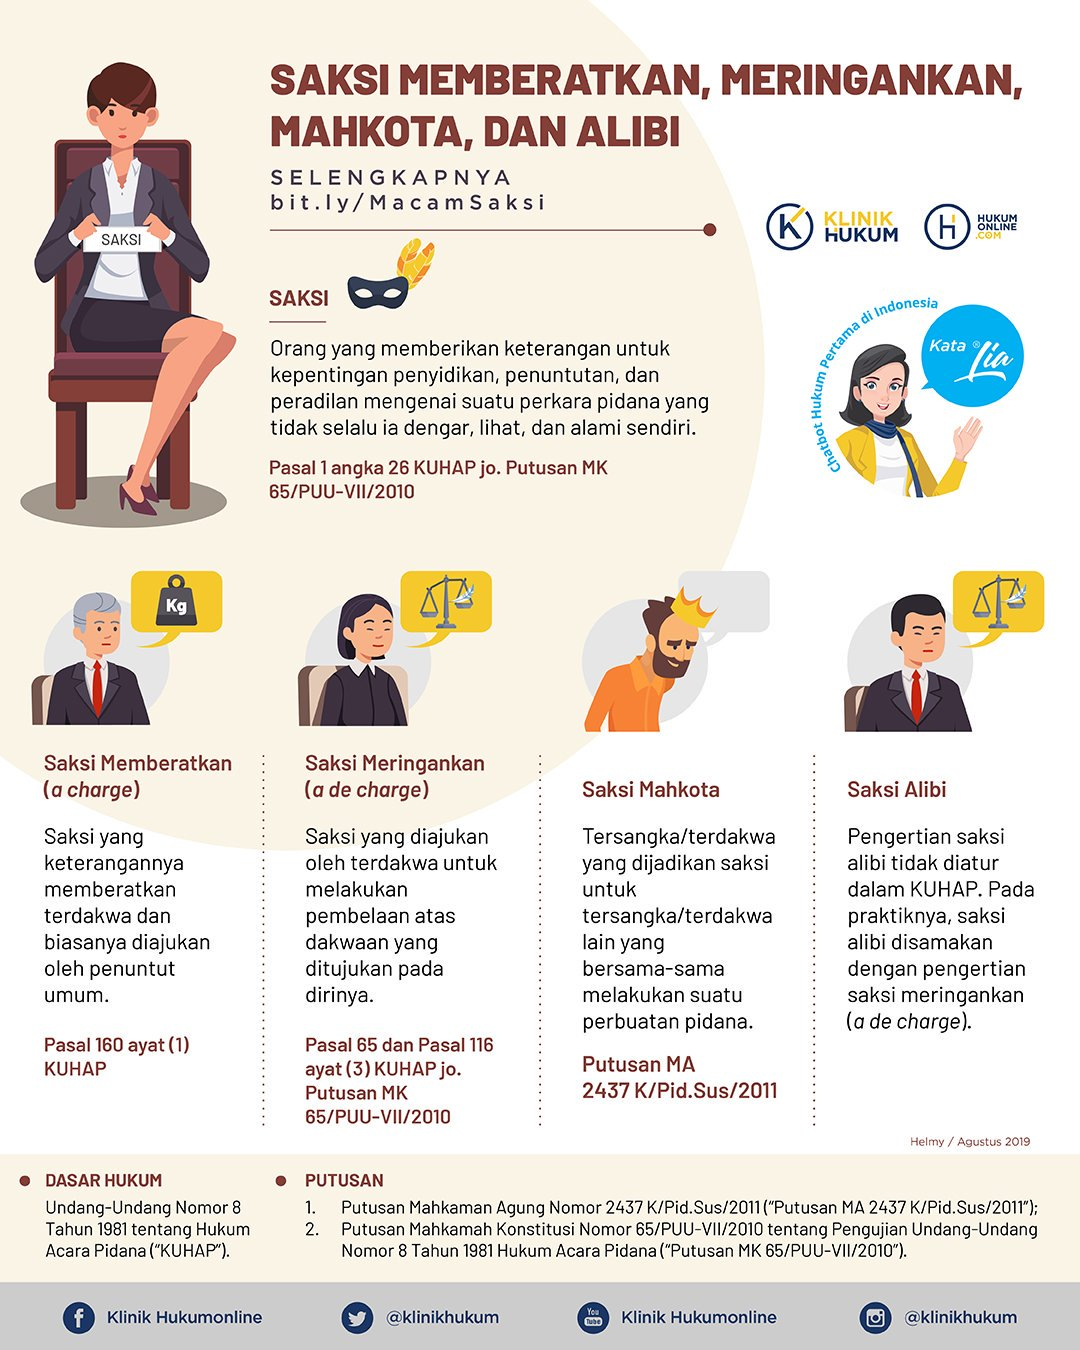 SAKSI MEMBERATKAN, MERINGANKAN,
MAHKOTA, DAN ALIBI
SELENGKAPNYA
bit.ly/MacamSaksi
KLINIK
HUKUM
HUKUM
ONLINE
.COM
SAKSI
SAKSI
Orang yang memberikan keterangan untuk
kepentingan penyidikan, penuntutan, dan
peradilan mengenai suatu perkara pidana yang
tidak selalu ia dengar, lihat, dan alami sendiri.
Pasal 1 angka 26 KUHAP jo. Putusan MK
65/PUU-VII/2010
Chatbot Hukum Pertama di Indonesia
Kata ® Lia
Kg
Saksi Memberatkan
(a charge)
Saksi yang
keterangannya
memberatkan
terdakwa dan
biasanya diajukan
oleh penuntut
umum.
Pasal 160 ayat (1)
KUHAP
Saksi Meringankan
(a de charge)
Saksi yang diajukan
oleh terdakwa untuk
melakukan
pembelaan atas
dakwaan yang
ditujukan pada
dirinya.
Pasal 65 dan Pasal 116
ayat (3) KUHAP jo.
Putusan MK
65/PUU-VII/2010
Saksi Mahkota
Tersangka/terdakwa
yang dijadikan saksi
untuk
tersangka/terdakwa
lain yang
bersama-sama
melakukan suatu
perbuatan pidana.
Putusan MA
2437 K/Pid.Sus/2011
Saksi Alibi
Pengertian saksi
alibi tidak diatur
dalam KUHAP. Pada
praktiknya, saksi
alibi disamakan
dengan pengertian
saksi meringankan
(a de charge).
Helmy / Agustus 2019
DASAR HUKUM
Undang-Undang Nomor 8
Tahun 1981 tentang Hukum
Acara Pidana ("KUHAP").
PUTUSAN
1. Putusan Mahkaman Agung Nomor 2437 K/Pid.Sus/2011 ("Putusan MA 2437 K/Pid.Sus/2011");
2. Putusan Mahkamah Konstitusi Nomor 65/PUU-VII/2010 tentang Pengujian Undang-Undang
Nomor 8 Tahun 1981 Hukum Acara Pidana ("Putusan MK 65/PUU-VII/2010").
Klinik Hukumonline
@klinikhukum
You
Tube
Klinik Hukumonline
@klinikhukum